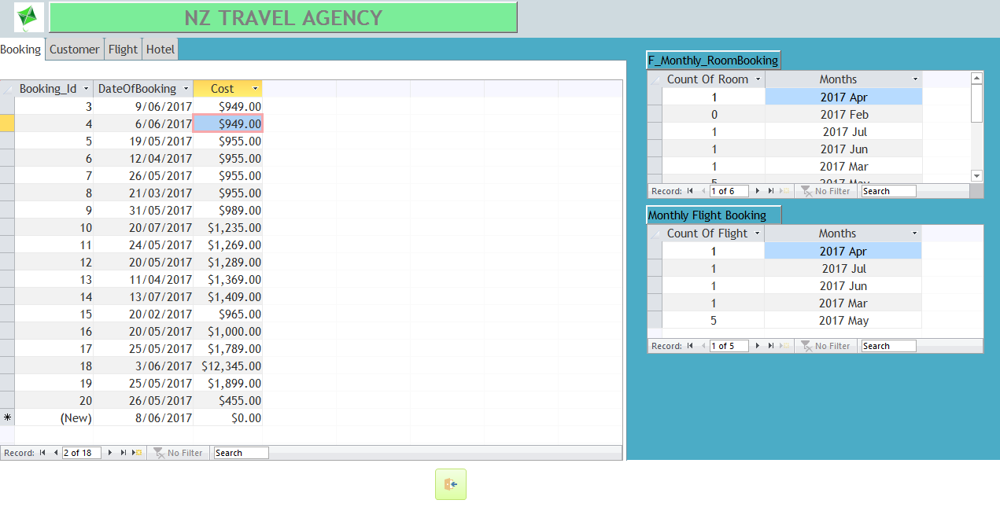 NZ TRAVEL AGENCY
Booking Customer Flight Hotel
Booking_Id DateOfBooking Cost
3 9/06/2017 $949.00
4 6/06/2017 $949.00
5 19/05/2017 $955.00
6 12/04/2017 $955.00
7 26/05/2017 $955.00
8 21/03/2017 $955.00
9 31/05/2017 $989.00
10 20/07/2017 $1,235.00
11 24/05/2017 $1,269.00
12 20/05/2017 $1,289.00
13 11/04/2017 $1,369.00
14 13/07/2017 $1,409.00
15 20/02/2017 $965.00
16 20/05/2017 $1,000.00
17 25/05/2017 $1,789.00
18 3/06/2017 $12,345.00
19 25/05/2017 $1,899.00
20 26/05/2017 $455.00
(New) 8/06/2017 $0.00
Record: 2 of 18 No Filter Search
F_Monthly_RoomBooking
Count Of Room Months
1 2017 Apr
0 2017 Feb
1 2017 Jul
1 2017 Jun
1 2017 Mar
5 2017 May
Record: 1 of 6 No Filter Search
Monthly Flight Booking
Count Of Flight Months
1 2017 Apr
1 2017 Jul
1 2017 Jun
1 2017 Mar
5 2017 May
Record: 1 of 5 No Filter Search